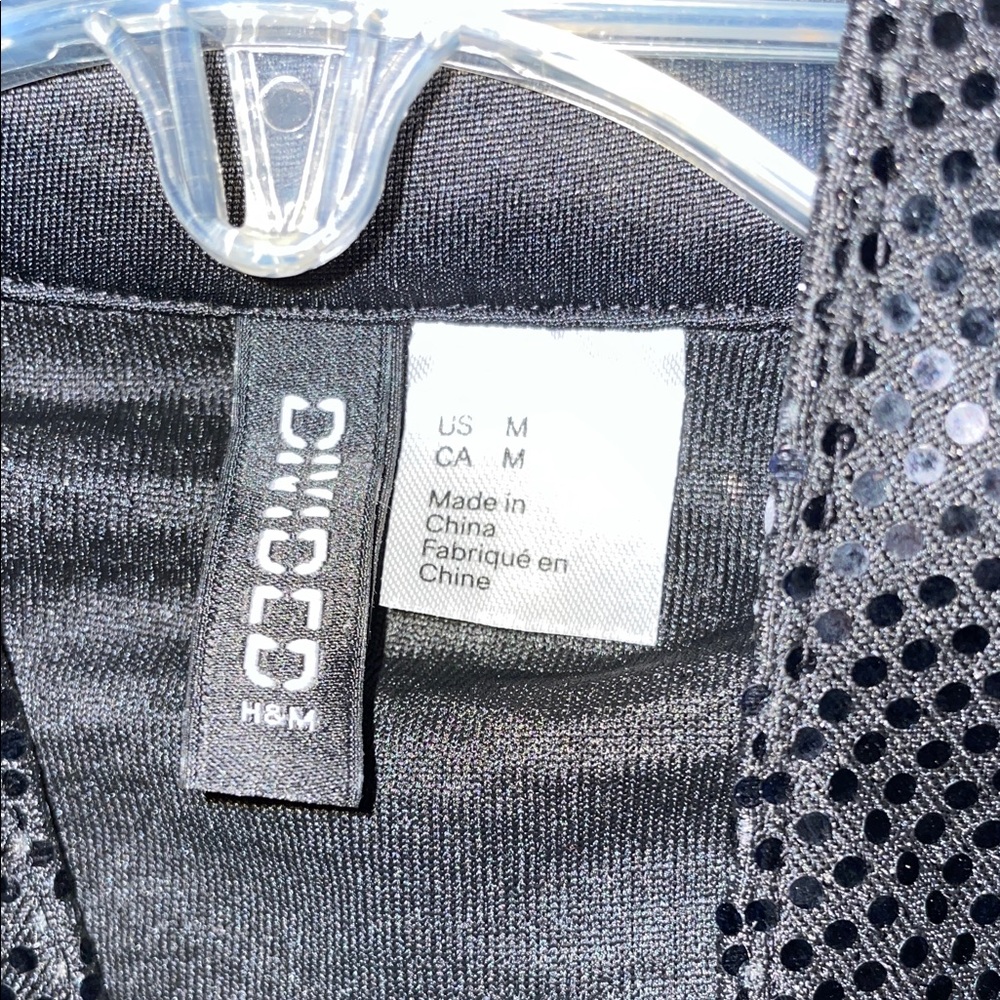 DIVIDED
H&M
US M
CA M
Made in
China
Fabriqué en
Chine